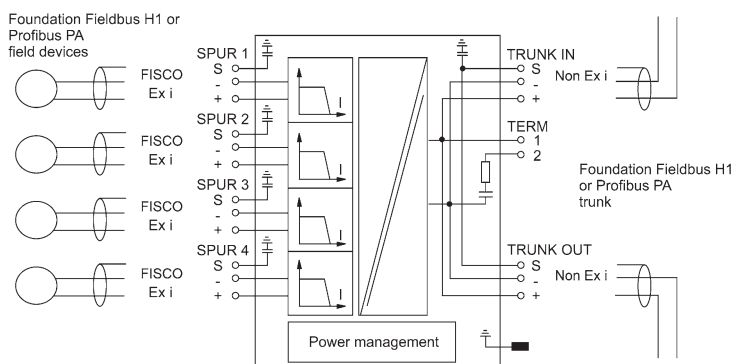 Foundation Fieldbus H1 or
Profibus PA
field devices
SPUR 1
S
-
+
FISCO
Ex i
SPUR 2
S
-
+
FISCO
Ex i
SPUR 3
S
-
+
FISCO
Ex i
SPUR 4
S
-
+
FISCO
Ex i
I
I
I
I
Power management
TRUNK IN
S
-
+
Non Ex i
TERM
1
2
Foundation Fieldbus H1
or Profibus PA
trunk
TRUNK OUT
S
-
+
Non Ex i